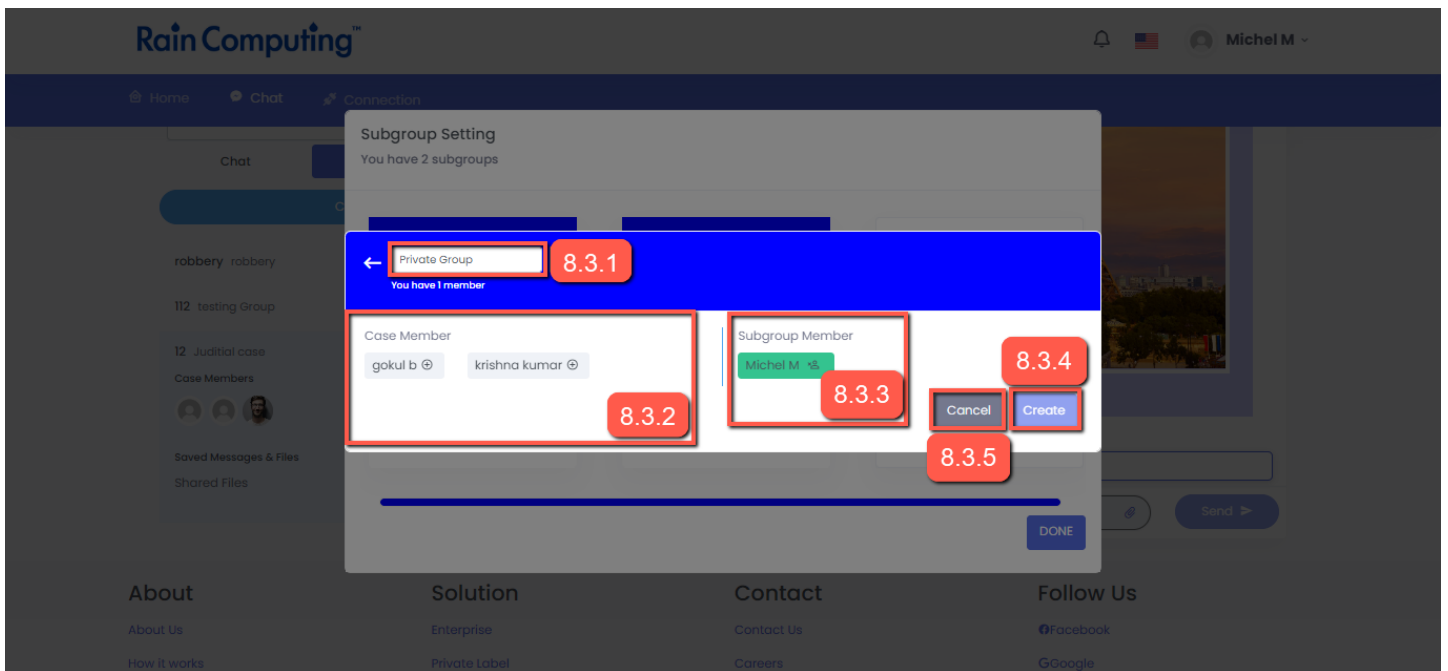 Rain Computing™
Michel M
Home Chat Connection
Subgroup Setting
You have 2 subgroups
Chat
robbery robbery
112 testing Group
12 Juditial case
Case Members
Saved Messages & Files
Shared Files
Private Group
8.3.1
You have 1 member
Case Member
gokul b
krishna kumar
8.3.2
Subgroup Member
Michel M
8.3.3
8.3.4
Cancel
Create
8.3.5
DONE
Send
About
Solution
Contact
Follow Us
About Us
Enterprise
Contact Us
Facebook
How it works
Private Label
Careers
Google